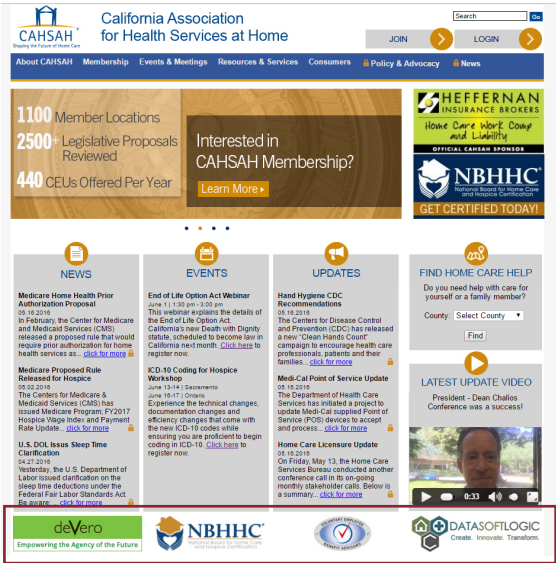 CAHSAH
Shaping the Future of Home Care
California Association
for Health Services at Home
Search
Go
JOIN
LOGIN
About CAHSAH Membership Events & Meetings Resources & Services Consumers Policy & Advocacy News
1100 Member Locations
2500+ Legislative Proposals
Reviewed
440 CEUs Offered Per Year
Interested in
CAHSAH Membership?
Learn More
HEFFERNAN
INSURANCE BROKERS
Home Care Work Comp
and Liability
OFFICIAL CAHSAH SPONSOR
NBHHC
National Board for Home Care
and Hospice Certification
GET CERTIFIED TODAY!
NEWS
Medicare Home Health Prior
Authorization Proposal
05.16.2016
In February, the Center for Medicare
and Medicaid Services (CMS)
released a proposed rule that would
require prior authorization for home
health services as... click for more
Medicare Proposed Rule
Released for Hospice
05.02.2016
The Centers for Medicare &
Medicaid Services (CMS) has
issued Medicare Program; FY2017
Hospice Wage Index and Payment
Rate Update... click for more
U.S. DOL Issus Sleep Time
Clarification
04.27.2016
Yesterday, the U.S. Department of
Labor issued clarification on the
sleep time deductions under the
Federal Fair Labor Standards Act.
Be aware:... click for more
EVENTS
End of Life Option Act Webinar
June 1 | 1:30 pm - 3:00 pm
This webinar explains the details of
the End of Life Option Act,
California's new Death with Dignity
statute, scheduled to become law in
California next month. Click here to
register now.
ICD-10 Coding for Hospice
Workshop
June 13-14 | Sacramento
June 16-17 | Ontario
Experience the technical changes,
documentation changes and
efficiency changes that come with
the new ICD-10 codes while
ensuring you are proficient to begin
coding in ICD-10. Click here to
register now.
UPDATES
Hand Hygiene CDC
Recommendations
05.16.2016
The Centers for Disease Control
and Prevention (CDC) has released
a new "Clean Hands Count"
campaign to encourage health care
professionals, patients and their
families... click for more
Medi-Cal Point of Service Update
05.16.2016
The Department of Health Care
Services has initiated a project to
update Medi-Cal supplied Point of
Service (POS) devices to accept
and process... click for more
Home Care Licensure Update
05.16.2016
On Friday, May 13, the Home Care
Services Bureau conducted another
conference call in its on-going
monthly stakeholder calls. Below is
a summary... click for more
FIND HOME CARE HELP
Do you need help with care for
yourself or a family member?
County: Select County
Find
LATEST UPDATE VIDEO
President - Dean Chalios
Conference was a success!
0:33
deVero
Empowering the Agency of the Future
NBHHC
National Board for Home Care
and Hospice Certification
VOLUNTARY EMPLOYEE
BENEFIT ADVISORS
DATASOFTLOGIC
Create. Innovate. Transform.